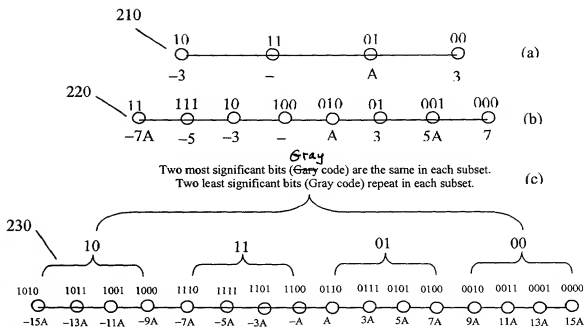 210
10 11 01 00
(a)
-3 - A 3
220
11 111 10 100 010 01 001 000
(b)
-7A -5 -3 - A 3 5A 7
Gray
Two most significant bits (Gary code) are the same in each subset.
Two least significant bits (Gray code) repeat in each subset.
(c)
230
10 11 01 00
1010 1011 1001 1000 1110 1111 1101 1100 0110 0111 0101 0100 0010 0011 0001 0000
-15A -13A -11A -9A -7A -5A -3A -A A 3A 5A 7A 9A 11A 13A 15A